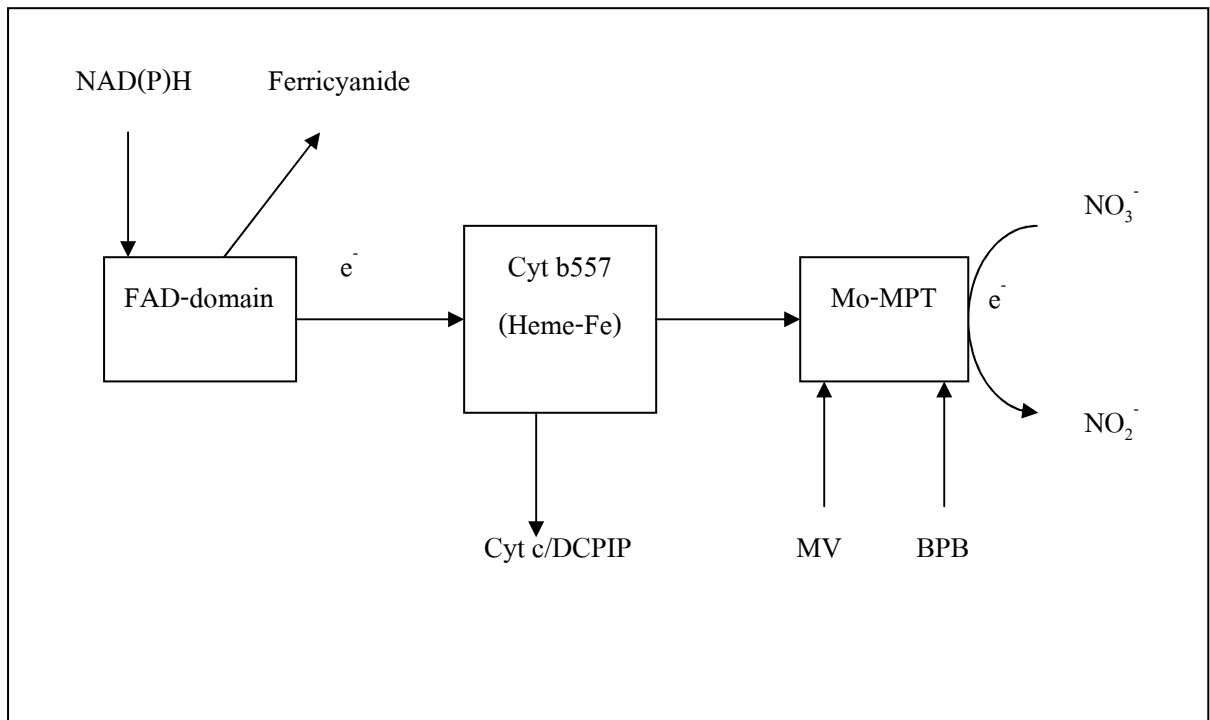 NAD(P)H
Ferricyanide
FAD-domain
e⁻
Cyt b557
(Heme-Fe)
Mo-MPT
e⁻
NO₃⁻
NO₂⁻
Cyt c/DCPIP
MV
BPB